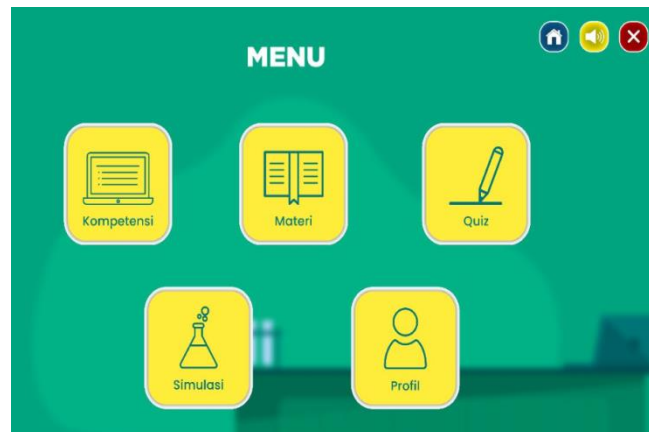 MENU
Kompetensi
Materi
Quiz
Simulasi
Profil